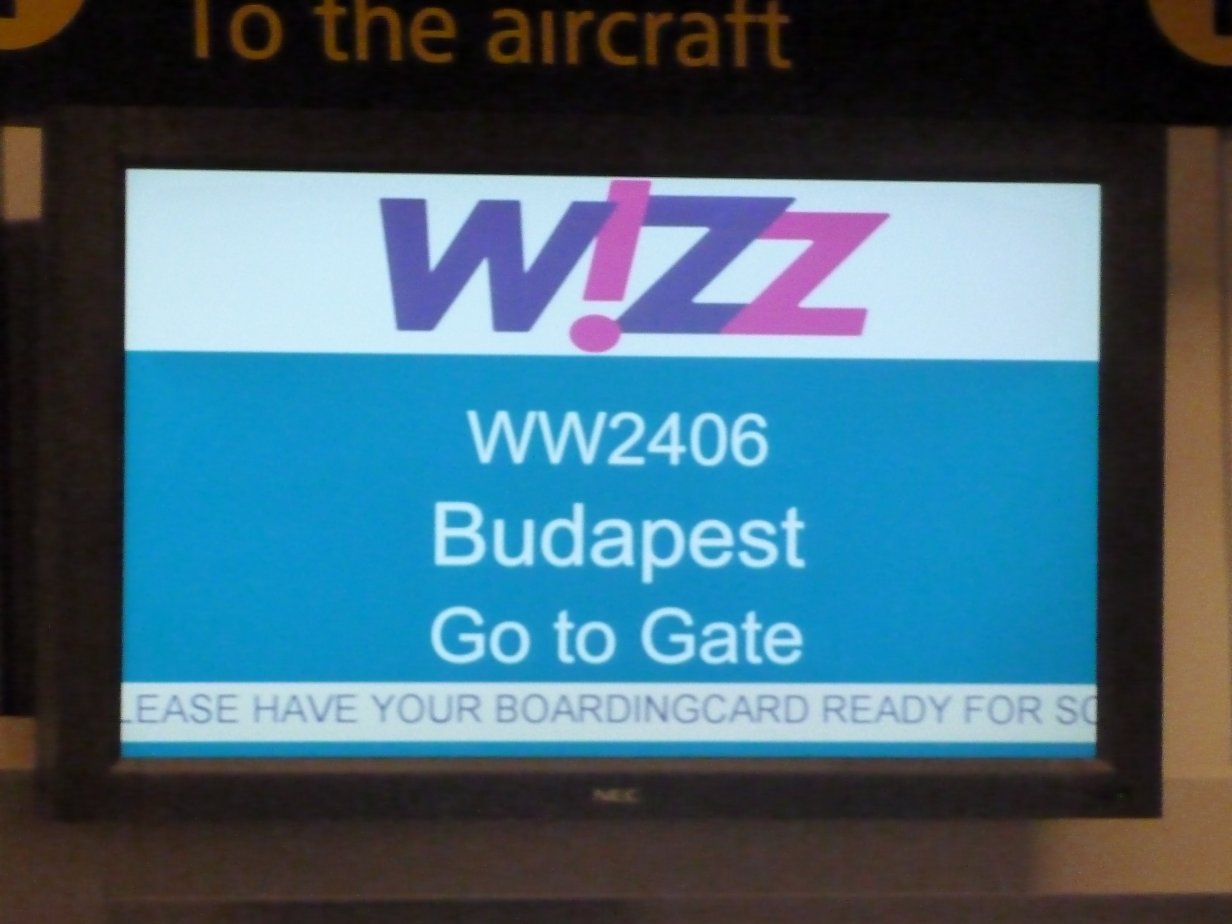 To the aircraft
W!ZZ
WW2406
Budapest
Go to Gate
LEASE HAVE YOUR BOARDINGCARD READY FOR SC
NEC